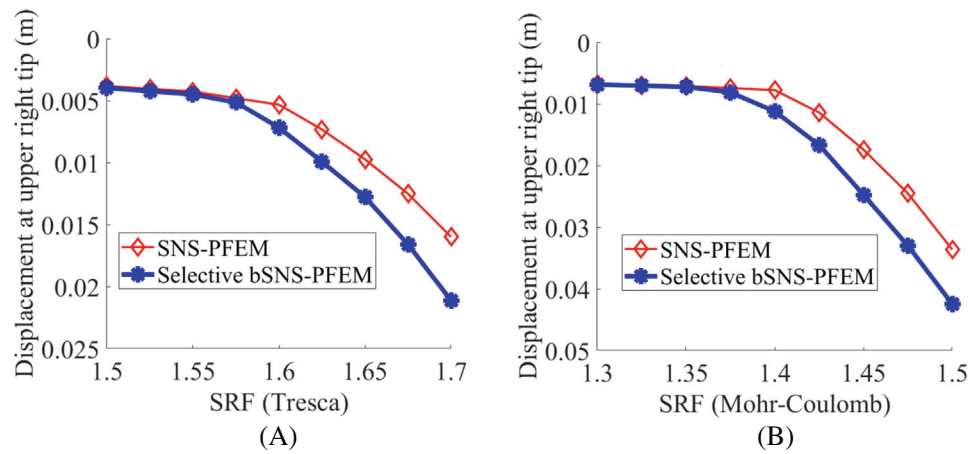 Displacement at upper right tip (m)
0
0.005
0.01
0.015
0.02
0.025
SNS-PFEM
Selective bSNS-PFEM
1.5 1.55 1.6 1.65 1.7
SRF (Tresca)
(A)
Displacement at upper right tip (m)
0
0.01
0.02
0.03
0.04
0.05
SNS-PFEM
Selective bSNS-PFEM
1.3 1.35 1.4 1.45 1.5
SRF (Mohr-Coulomb)
(B)